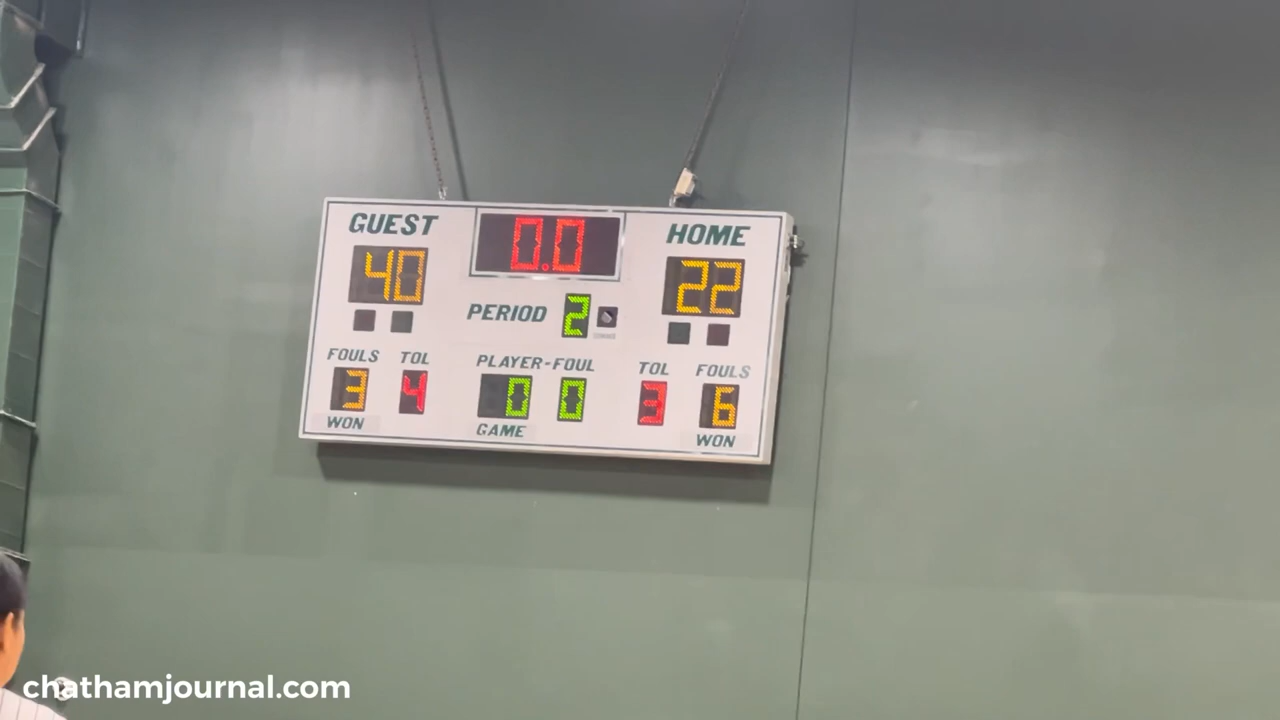 GUEST
0.0
HOME
40
22
PERIOD 2
FOULS TOL
PLAYER-FOUL
TOL FOULS
3 4
0 0
3 6
WON
GAME
WON
chathamjournal.com